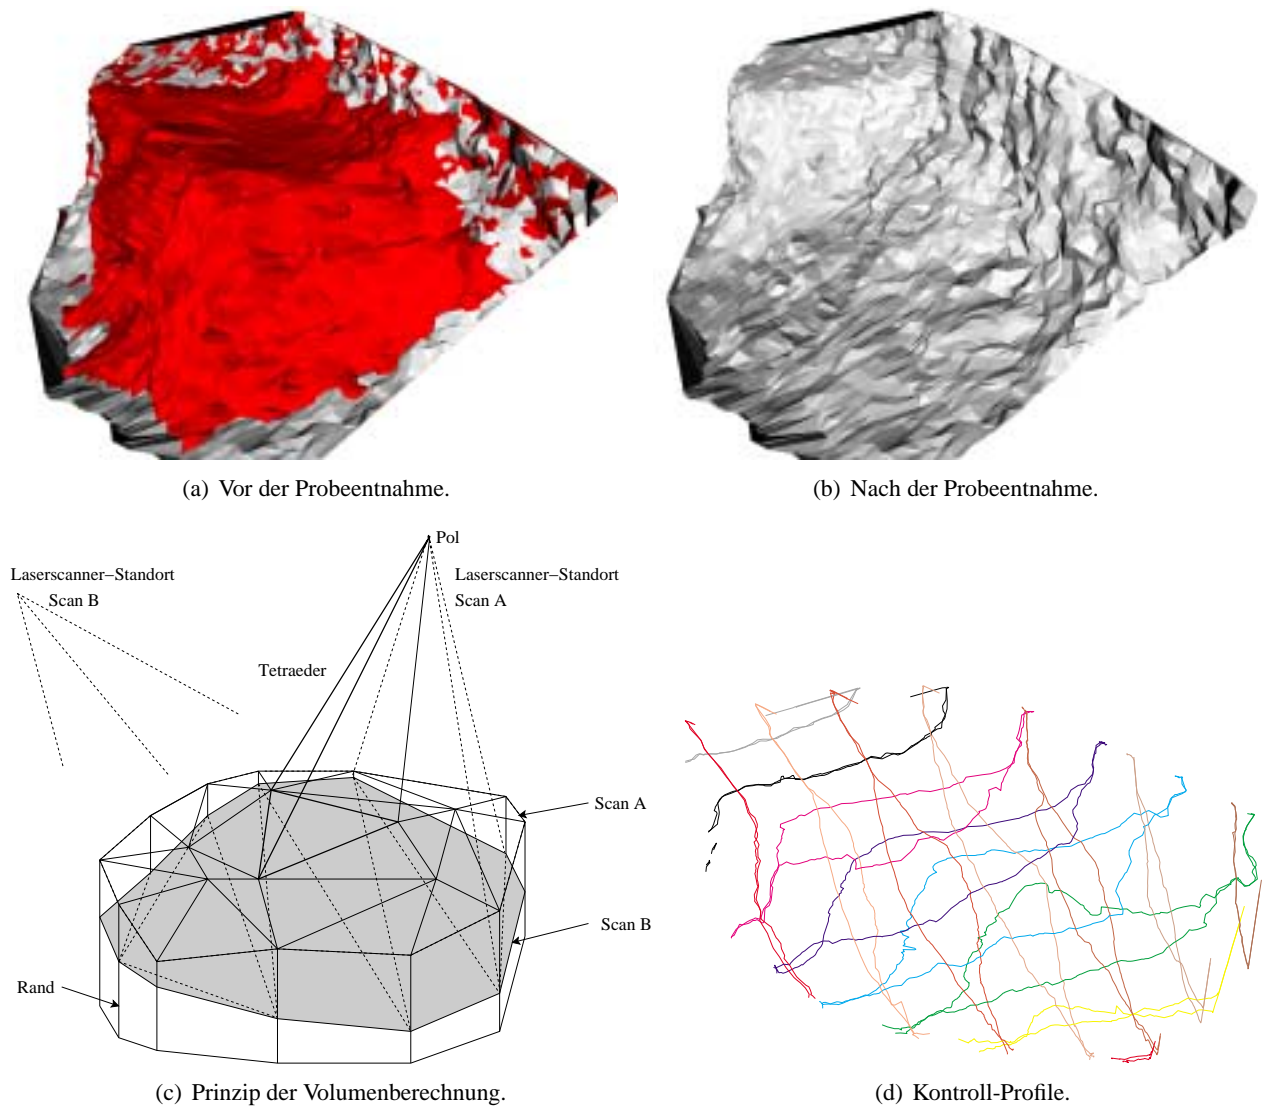 (a) Vor der Probeentnahme.
(b) Nach der Probeentnahme.
Pol
Laserscanner−Standort
Scan B
Laserscanner−Standort
Scan A
Tetraeder
Scan A
Scan B
Rand
(c) Prinzip der Volumenberechnung.
(d) Kontroll-Profile.